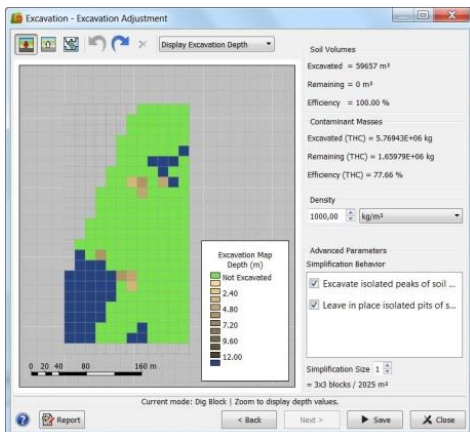 Excavation - Excavation Adjustment
Display Excavation Depth
Soil Volumes
Excavated = 59657 m³
Remaining = 0 m³
Efficiency = 100.00 %
Contaminant Masses
Excavated (THC) = 5.76943E+06 kg
Remaining (THC) = 1.65979E+06 kg
Efficiency (THC) = 77.66 %
Density
1000,00 kg/m³
Advanced Parameters
Simplification Behavior
Excavate isolated peaks of soil ...
Leave in place isolated pits of s...
Simplification Size 1
= 3x3 blocks / 2025 m²
Excavation Map
Depth (m)
Not Excavated
2.40
4.80
7.20
9.60
12.00
0 20 40 80 160 m
Current mode: Dig Block | Zoom to display depth values.
Report < Back Next > Save Close